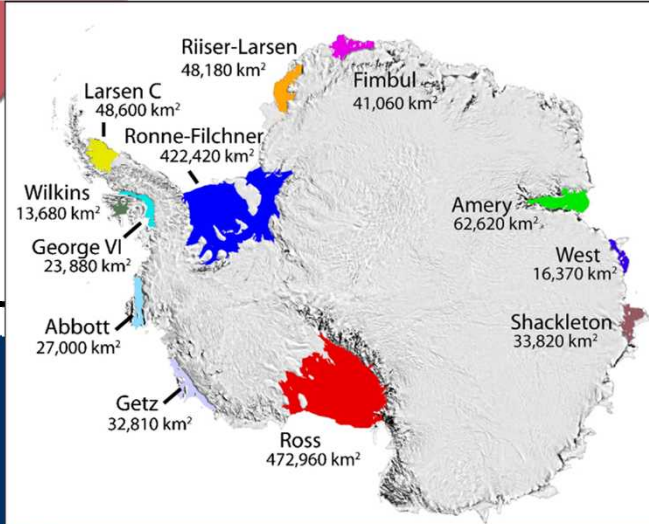 Riiser-Larsen
48,180 km²
Fimbul
41,060 km²
Larsen C
48,600 km²
Ronne-Filchner
422,420 km²
Wilkins
13,680 km²
George VI
23,880 km²
Amery
62,620 km²
West
16,370 km²
Abbott
27,000 km²
Shackleton
33,820 km²
Getz
32,810 km²
Ross
472,960 km²